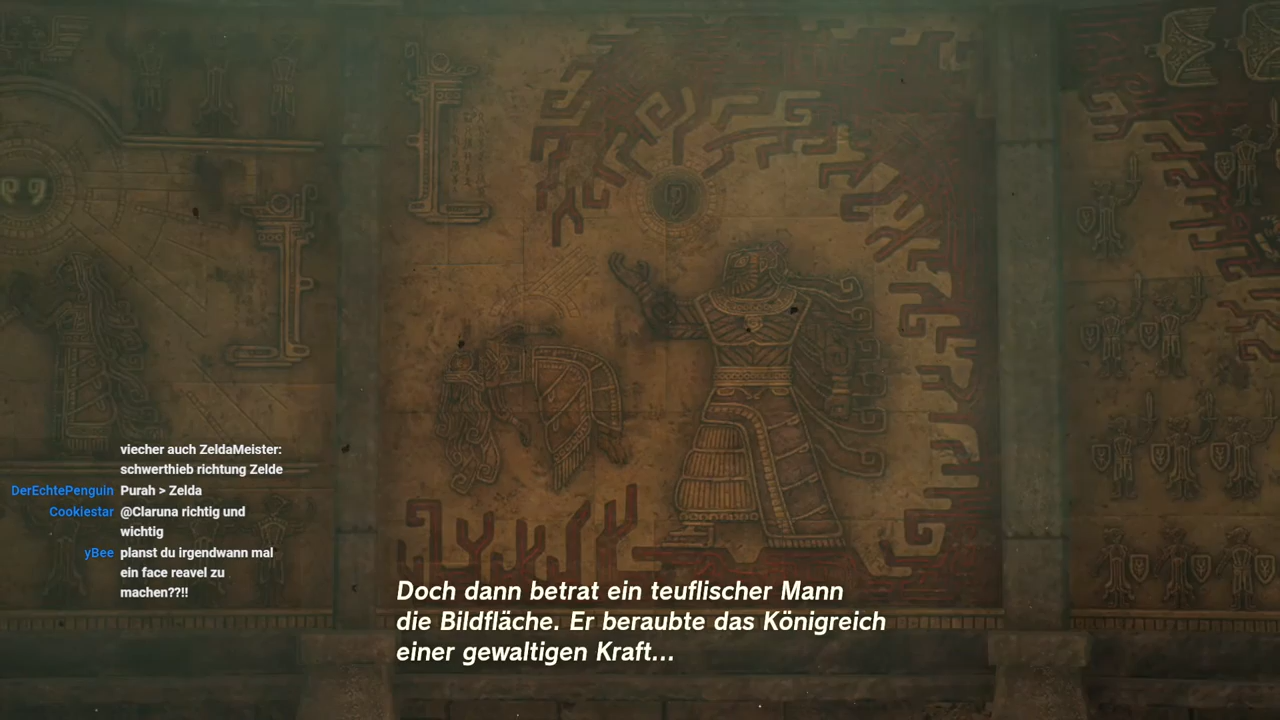 viecher auch ZeldaMeister:
schwerthieb richtung Zelde
DerEchtePenguin Purah > Zelda
Cookiestar @Claruna richtig und
wichtig
yBee planst du irgendwann mal
ein face reavel zu
machen??!!
Doch dann betrat ein teuflischer Mann
die Bildfläche. Er beraubte das Königreich
einer gewaltigen Kraft...